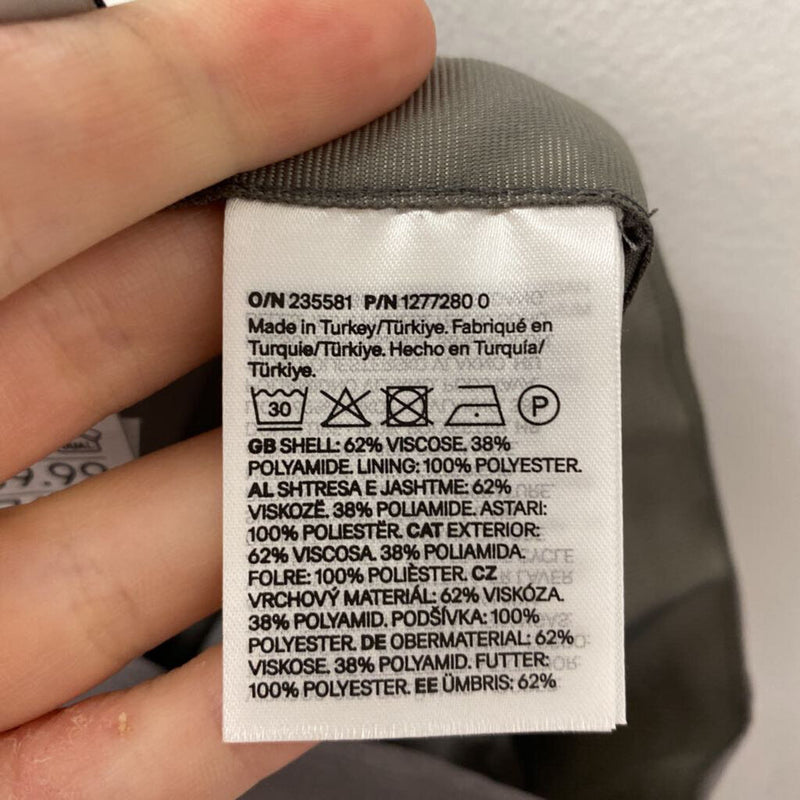 O/N 235581 P/N 1277280 0
Made in Turkey/Türkiye. Fabriqué en
Turquie/Türkiye. Hecho en Turquía/
Türkiye.
30 P
GB SHELL: 62% VISCOSE. 38%
POLYAMIDE. LINING: 100% POLYESTER.
AL SHTRESA E JASHTME: 62%
VISKOZË. 38% POLIAMIDE. ASTARI:
100% POLIESTËR. CAT EXTERIOR:
62% VISCOSA. 38% POLIAMIDA.
FOLRE: 100% POLIÈSTER. CZ
VRCHOVÝ MATERIÁL: 62% VISKÓZA.
38% POLYAMID. PODŠÍVKA: 100%
POLYESTER. DE OBERMATERIAL: 62%
VISKOSE. 38% POLYAMID. FUTTER:
100% POLYESTER. EE ÜMBRIS: 62%